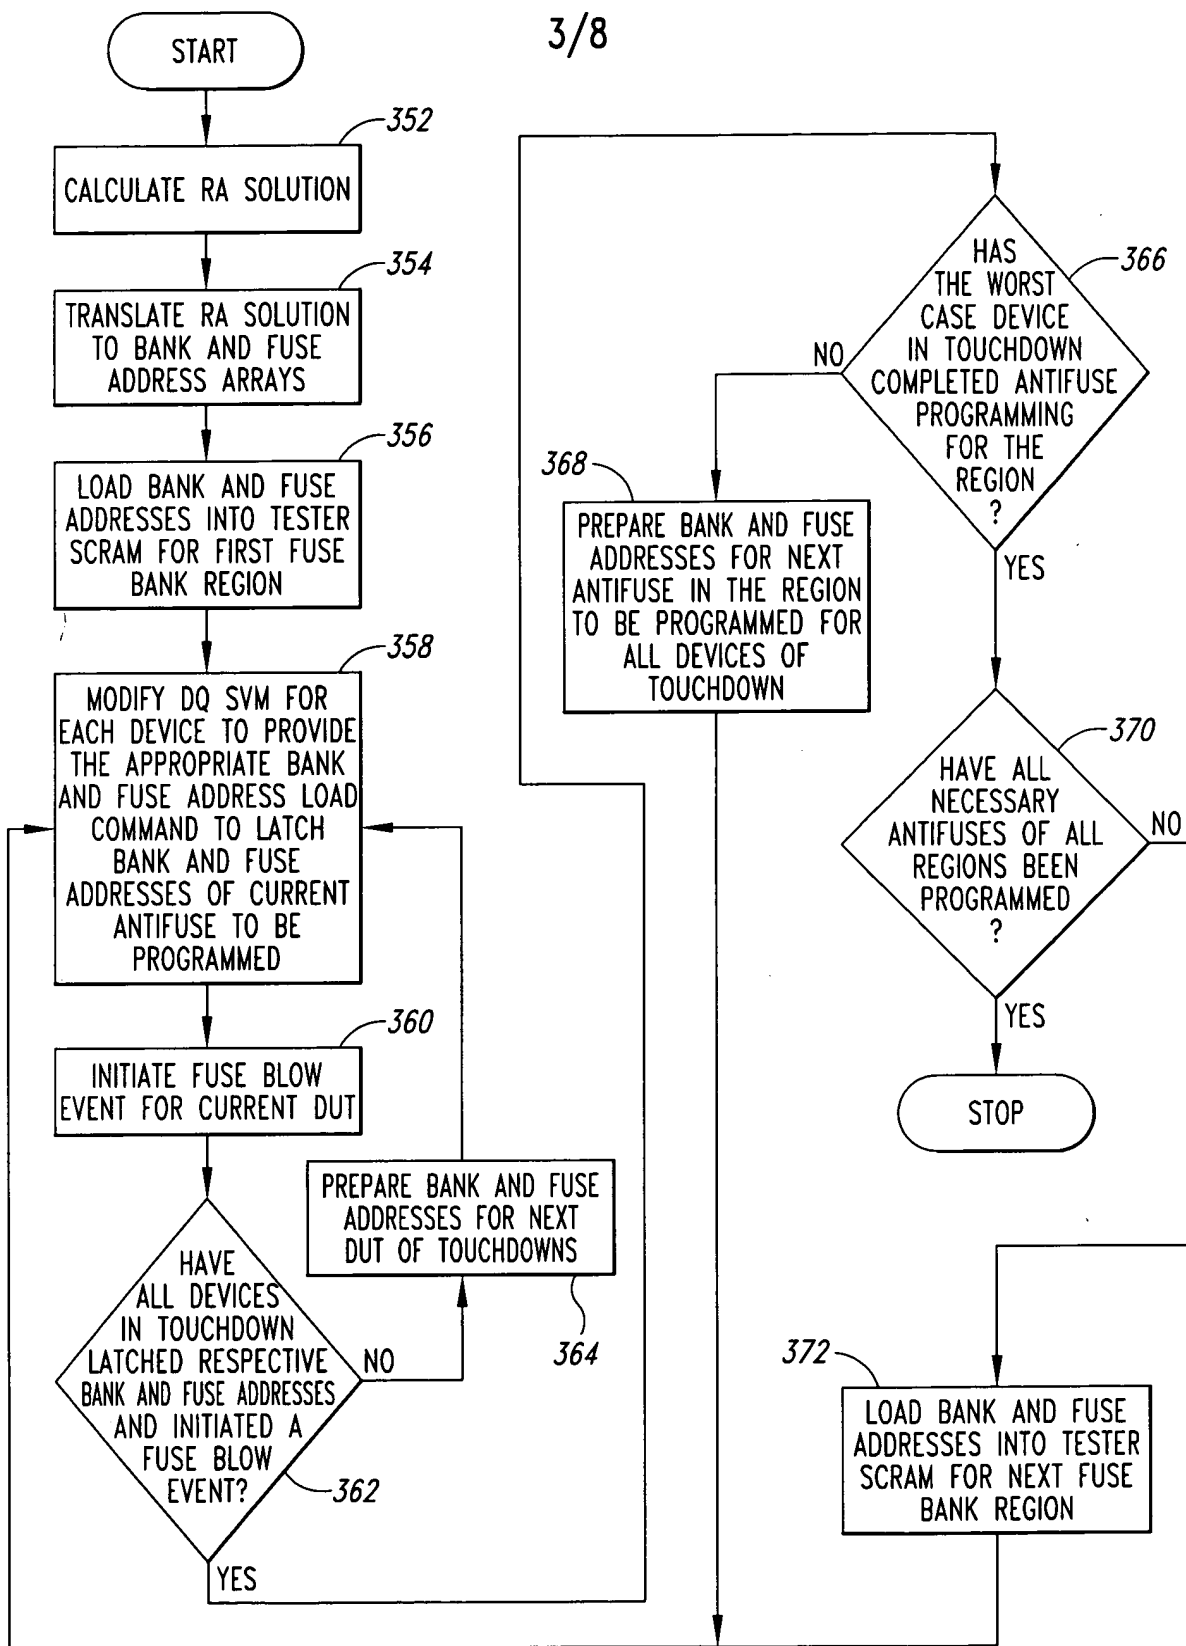 3/8
START
352
CALCULATE RA SOLUTION
354
TRANSLATE RA SOLUTION
TO BANK AND FUSE
ADDRESS ARRAYS
356
LOAD BANK AND FUSE
ADDRESSES INTO TESTER
SCRAM FOR FIRST FUSE
BANK REGION
358
MODIFY DQ SVM FOR
EACH DEVICE TO PROVIDE
THE APPROPRIATE BANK
AND FUSE ADDRESS LOAD
COMMAND TO LATCH
BANK AND FUSE
ADDRESSES OF CURRENT
ANTIFUSE TO BE
PROGRAMMED
360
INITIATE FUSE BLOW
EVENT FOR CURRENT DUT
HAVE
ALL DEVICES
IN TOUCHDOWN
LATCHED RESPECTIVE
BANK AND FUSE ADDRESSES
AND INITIATED A
FUSE BLOW
EVENT?
362
NO
YES
PREPARE BANK AND FUSE
ADDRESSES FOR NEXT
DUT OF TOUCHDOWNS
364
HAS
THE WORST
CASE DEVICE
IN TOUCHDOWN
COMPLETED ANTIFUSE
PROGRAMMING
FOR THE
REGION
?
366
NO
YES
368
PREPARE BANK AND FUSE
ADDRESSES FOR NEXT
ANTIFUSE IN THE REGION
TO BE PROGRAMMED FOR
ALL DEVICES OF
TOUCHDOWN
370
HAVE ALL
NECESSARY
ANTIFUSES OF ALL
REGIONS BEEN
PROGRAMMED
?
NO
YES
STOP
372
LOAD BANK AND FUSE
ADDRESSES INTO TESTER
SCRAM FOR NEXT FUSE
BANK REGION